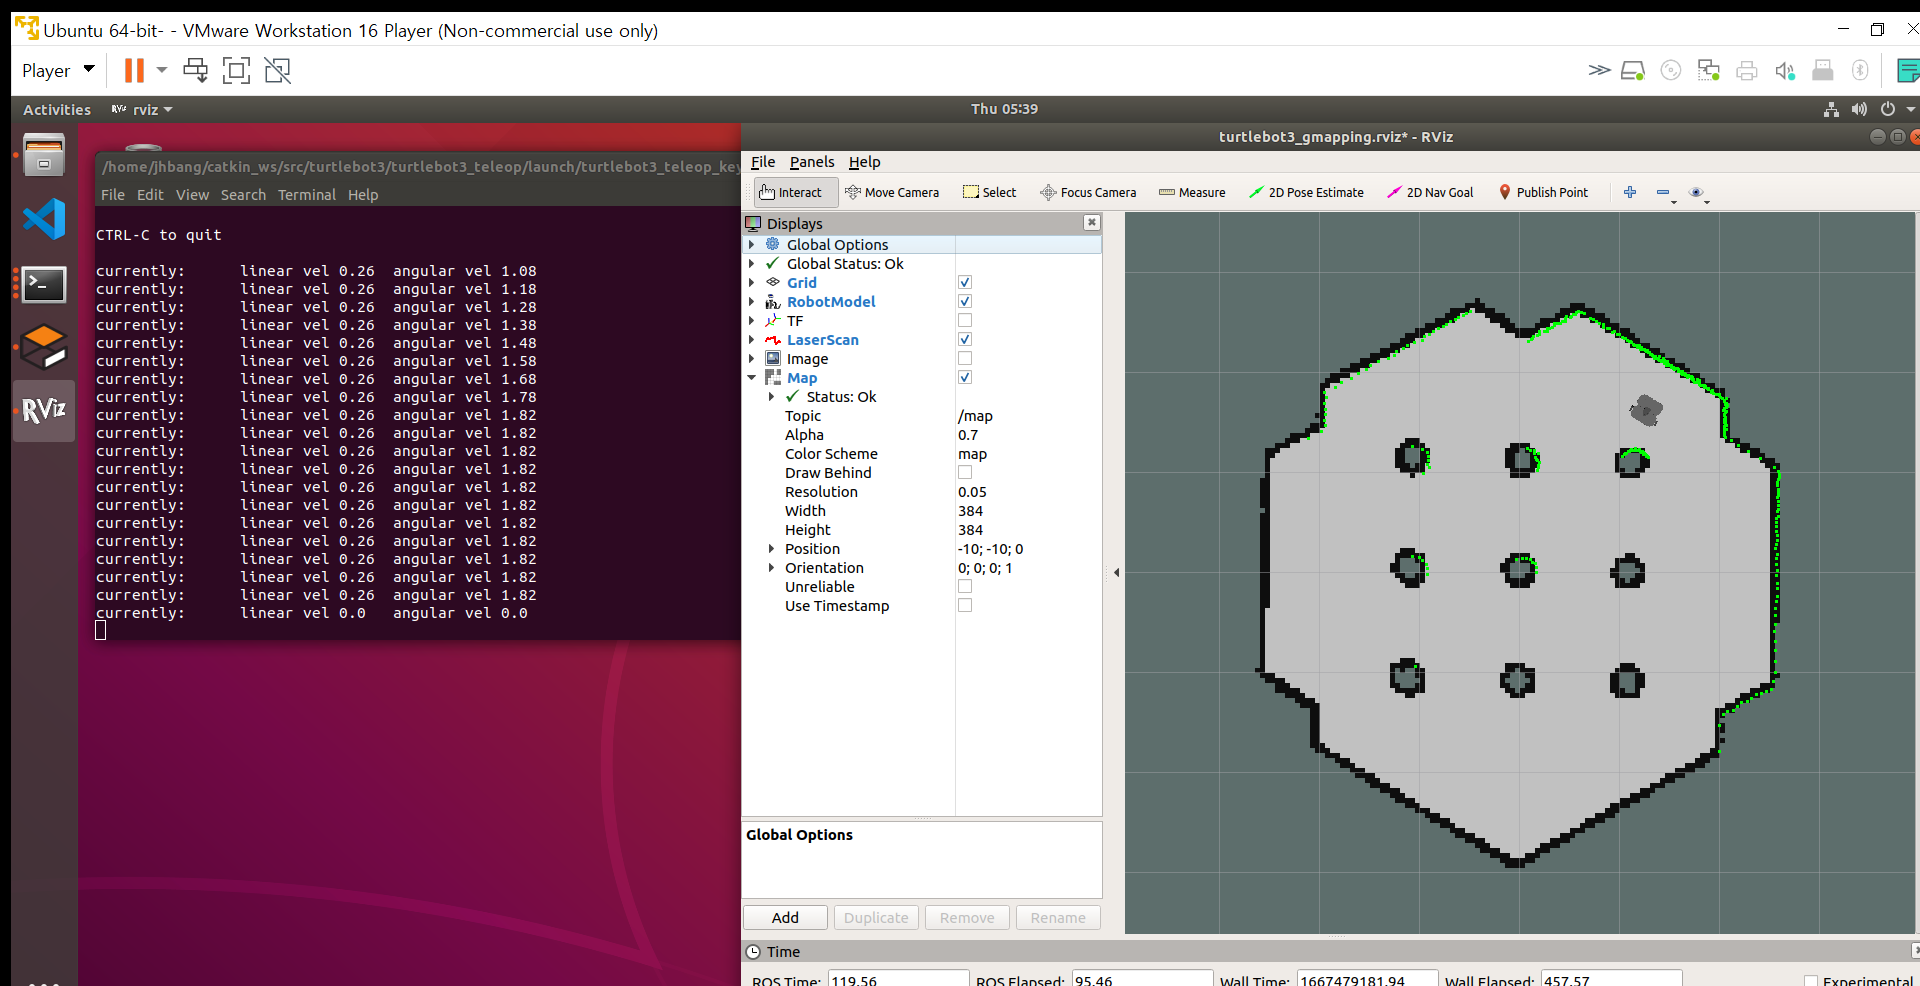 Ubuntu 64-bit- - VMware Workstation 16 Player (Non-commercial use only)
Player
Activities
RViz rviz
Thu 05:39
/home/jhbang/catkin_ws/src/turtlebot3/turtlebot3_teleop/launch/turtlebot3_teleop_key
File Edit View Search Terminal Help
CTRL-C to quit
currently: linear vel 0.26 angular vel 1.08
currently: linear vel 0.26 angular vel 1.18
currently: linear vel 0.26 angular vel 1.28
currently: linear vel 0.26 angular vel 1.38
currently: linear vel 0.26 angular vel 1.48
currently: linear vel 0.26 angular vel 1.58
currently: linear vel 0.26 angular vel 1.68
currently: linear vel 0.26 angular vel 1.78
currently: linear vel 0.26 angular vel 1.82
currently: linear vel 0.26 angular vel 1.82
currently: linear vel 0.26 angular vel 1.82
currently: linear vel 0.26 angular vel 1.82
currently: linear vel 0.26 angular vel 1.82
currently: linear vel 0.26 angular vel 1.82
currently: linear vel 0.26 angular vel 1.82
currently: linear vel 0.26 angular vel 1.82
currently: linear vel 0.26 angular vel 1.82
currently: linear vel 0.26 angular vel 1.82
currently: linear vel 0.26 angular vel 1.82
currently: linear vel 0.0 angular vel 0.0
RViz
turtlebot3_gmapping.rviz* - RViz
File Panels Help
Interact Move Camera Select Focus Camera Measure 2D Pose Estimate 2D Nav Goal Publish Point
Displays
Global Options
Global Status: Ok
Grid
RobotModel
TF
LaserScan
Image
Map
Status: Ok
Topic /map
Alpha 0.7
Color Scheme map
Draw Behind
Resolution 0.05
Width 384
Height 384
Position -10; -10; 0
Orientation 0; 0; 0; 1
Unreliable
Use Timestamp
Global Options
Add Duplicate Remove Rename
Time
ROS Time: 119.56 ROS Elapsed: 95.46 Wall Time: 1667479181.94 Wall Elapsed: 457.57 Experimental